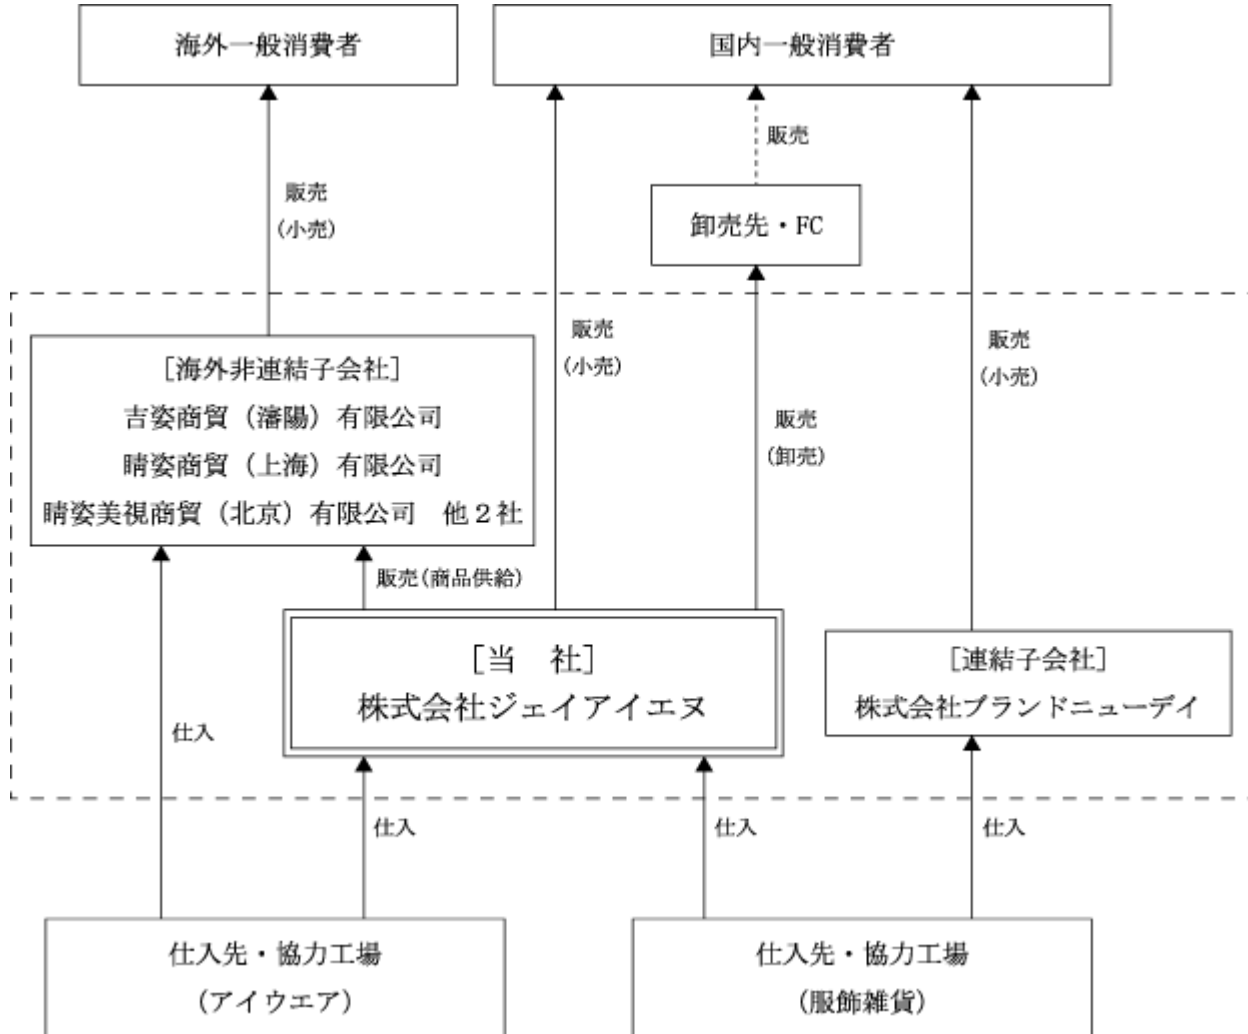 海外一般消費者
国内一般消費者
販売
販売
(小売)
卸売先・FC
[海外非連結子会社]
吉姿商貿（瀋陽）有限公司
睛姿商貿（上海）有限公司
睛姿美視商貿（北京）有限公司　他２社
販売
(小売)
販売
(卸売)
販売
(小売)
販売(商品供給)
[当　社]
株式会社ジェイアイエヌ
[連結子会社]
株式会社ブランドニューデイ
仕入
仕入
仕入
仕入
仕入先・協力工場
(アイウエア)
仕入先・協力工場
(服飾雑貨)